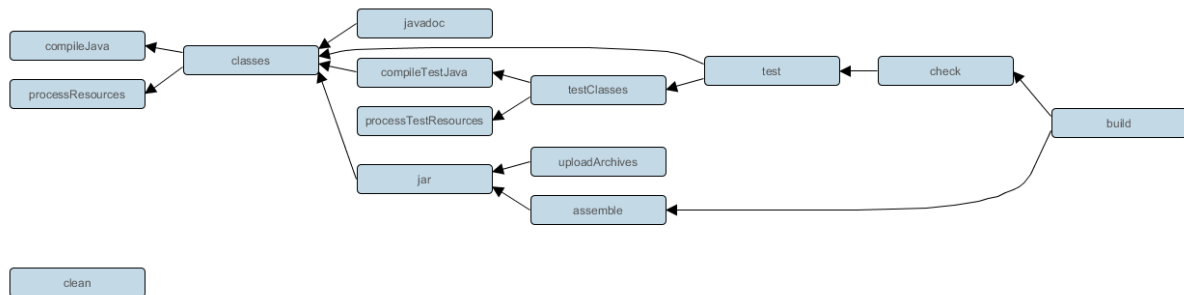 javadoc
compileJava
classes
compileTestJava
test
check
processResources
testClasses
processTestResources
build
uploadArchives
jar
assemble
clean